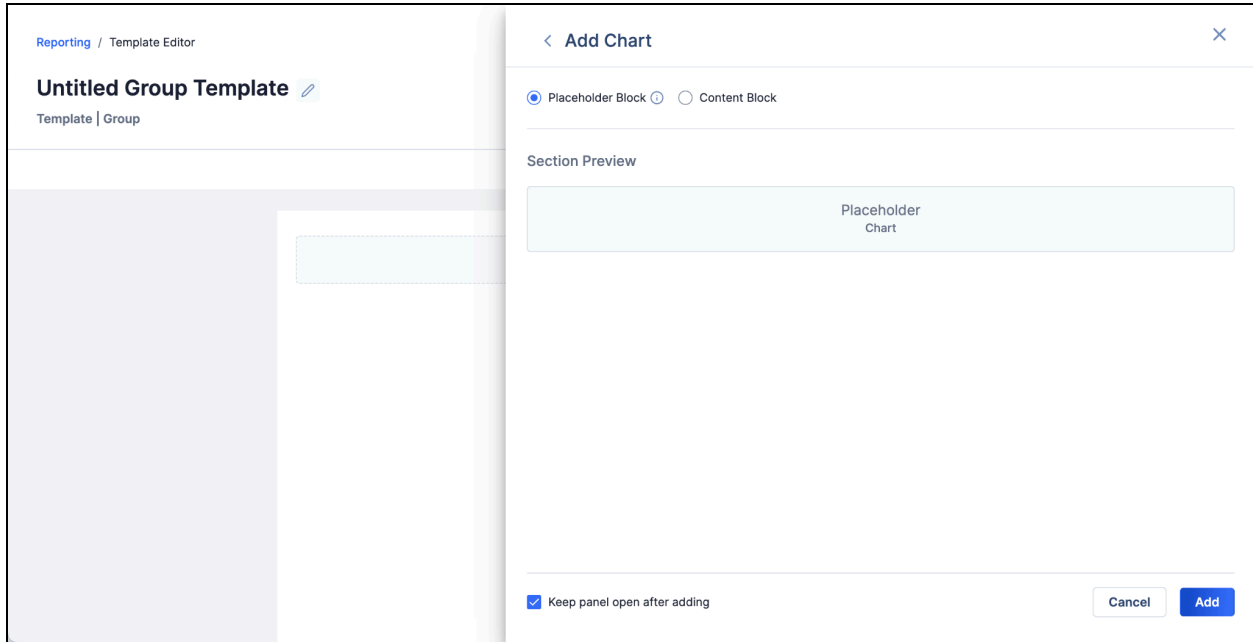 Reporting / Template Editor
Untitled Group Template
Template | Group
Add Chart
Placeholder Block Content Block
Section Preview
Placeholder
Chart
Keep panel open after adding
Cancel Add